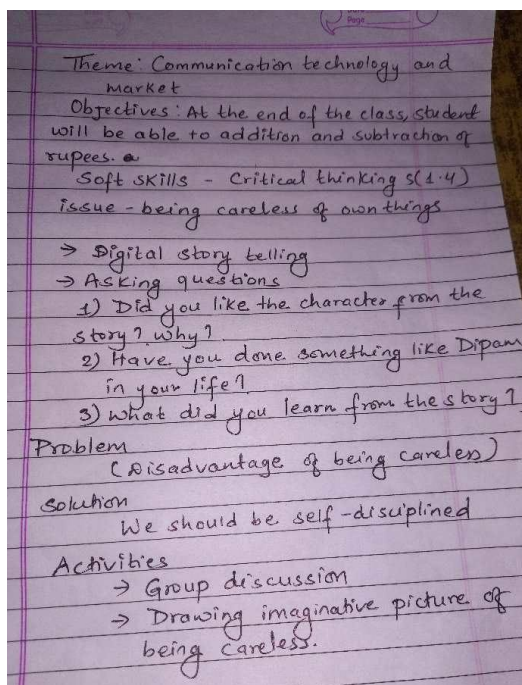 Page
Theme: Communication technology and
market
Objectives: At the end of the class, student
will be able to addition and subtraction of
rupees. a
Soft skills - Critical thinking s(1.4)
issue - being careless of own things
→ Digital story telling
→ Asking questions
1) Did you like the character from the
story? why?
2) Have you done something like Dipam
in your life?
3) what did you learn from the story?
Problem
(Disadvantage of being careless)
Solution
We should be self-disciplined
Activities
→ Group discussion
→ Drawing imaginative picture of
being careless.